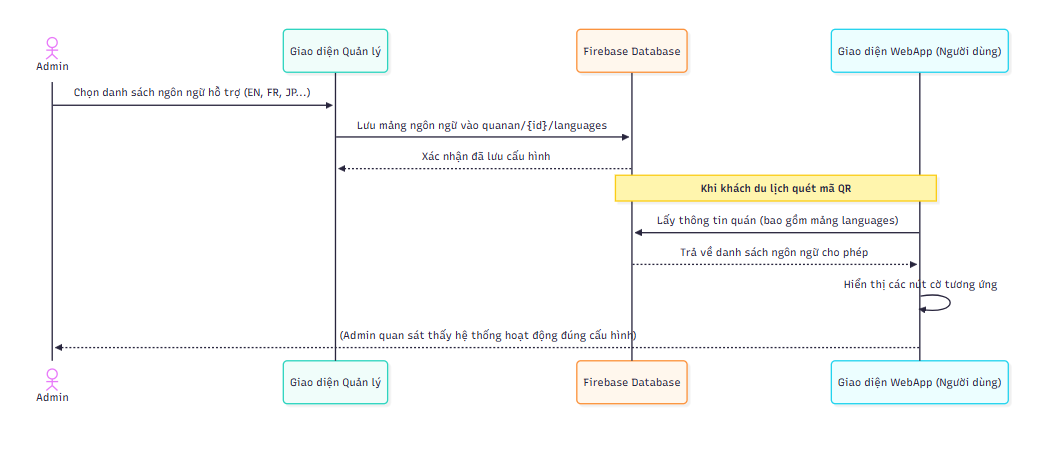 Admin
Giao diện Quản lý
Firebase Database
Giao diện WebApp (Người dùng)
Chọn danh sách ngôn ngữ hỗ trợ (EN, FR, JP...)
Lưu mảng ngôn ngữ vào quanan/{id}/languages
Xác nhận đã lưu cấu hình
Khi khách du lịch quét mã QR
Lấy thông tin quán (bao gồm mảng languages)
Trả về danh sách ngôn ngữ cho phép
Hiển thị các nút cờ tương ứng
(Admin quan sát thấy hệ thống hoạt động đúng cấu hình)
Admin
Giao diện Quản lý
Firebase Database
Giao diện WebApp (Người dùng)